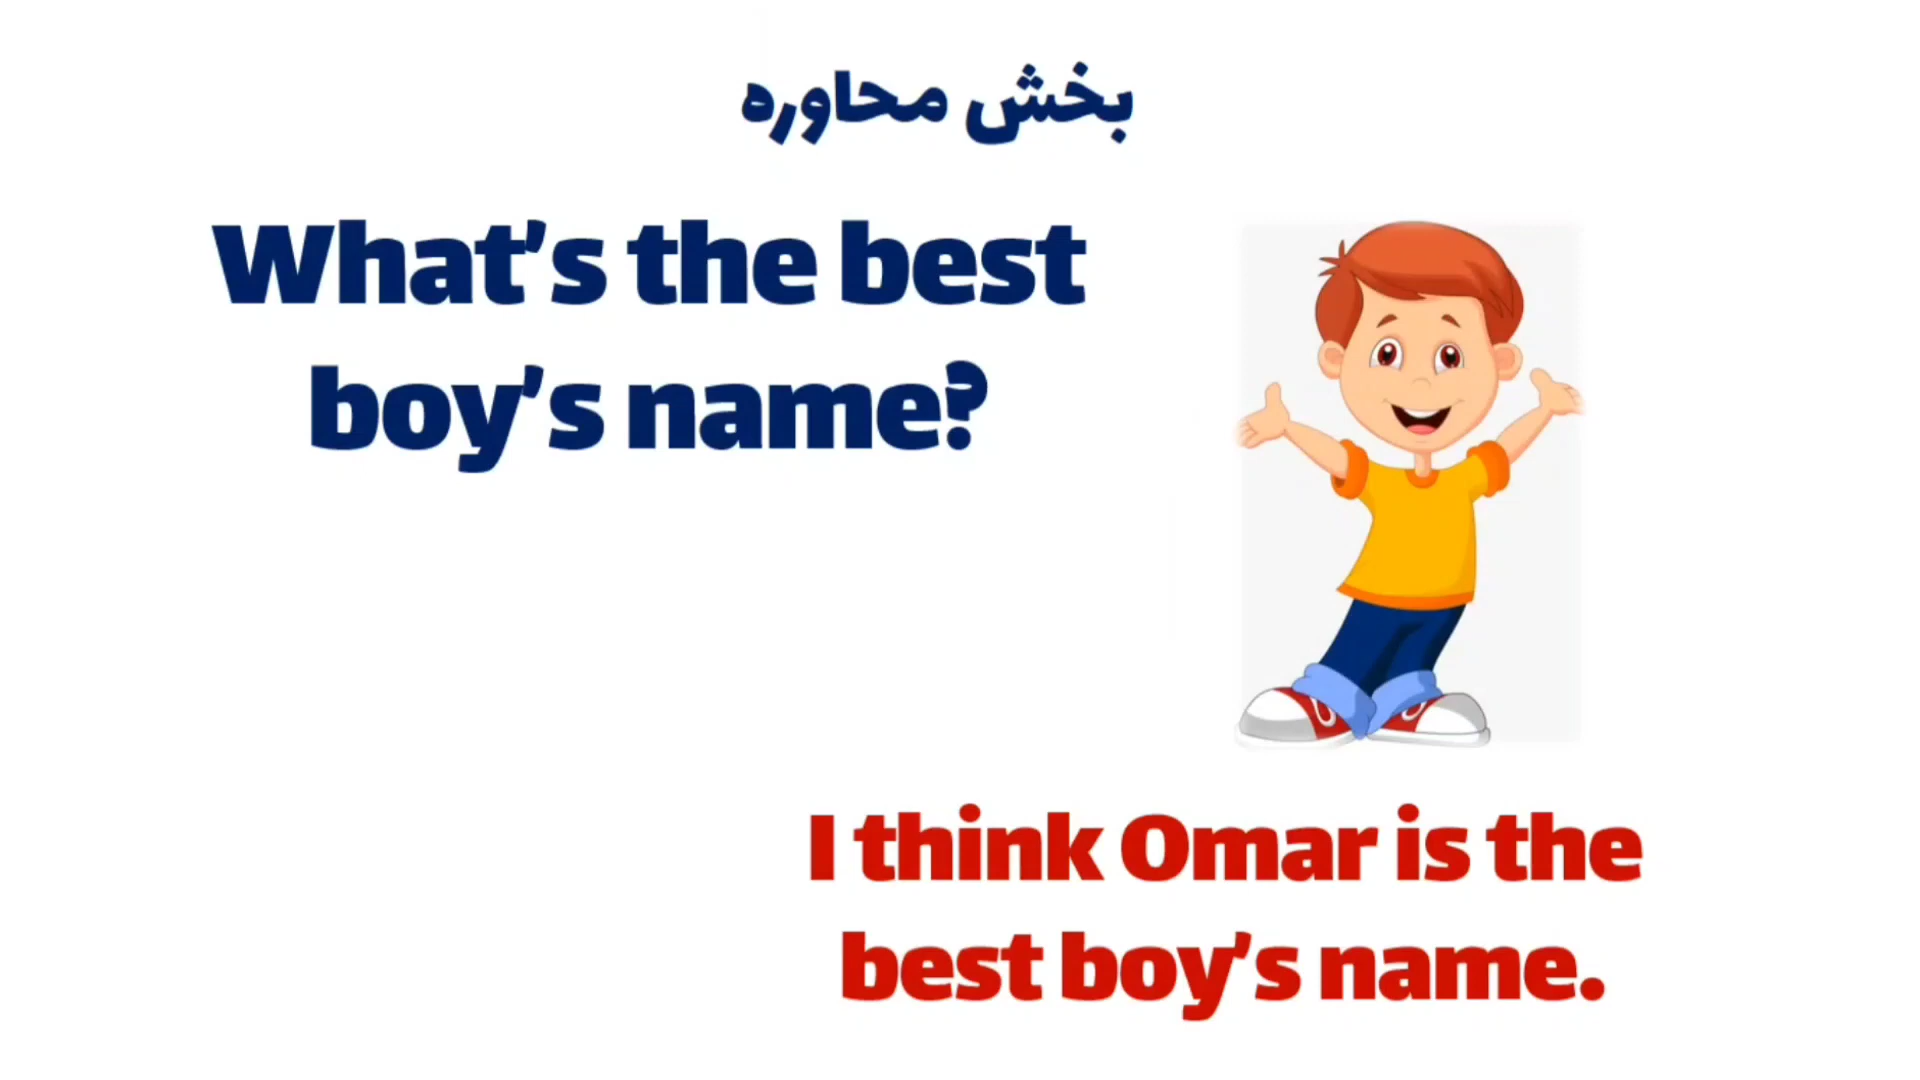 بخش محاوره
What's the best
boy's name?
I think Omar is the
best boy's name.